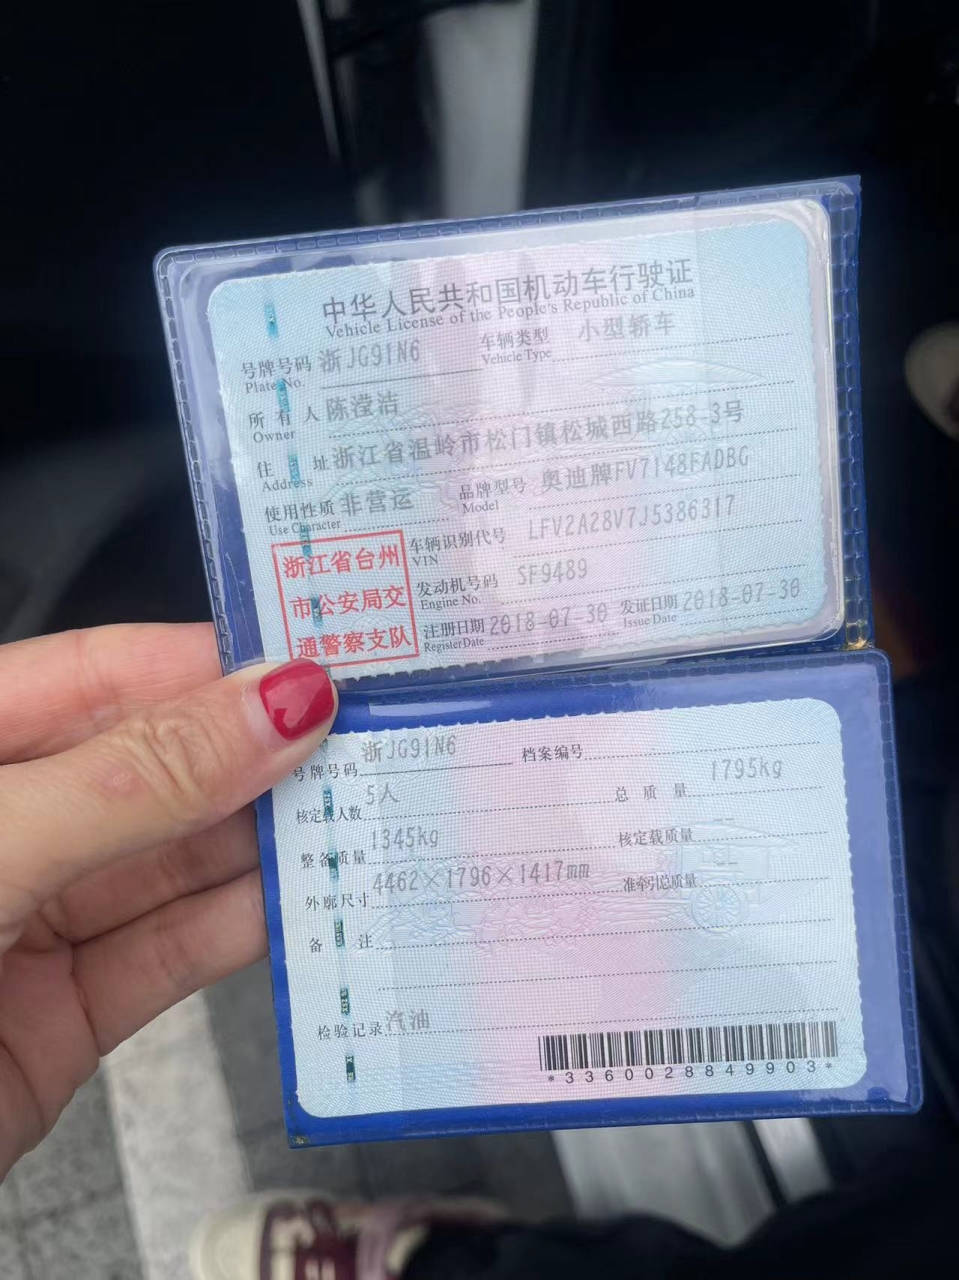 中华人民共和国机动车行驶证
Vehicle License of the People's Republic of China
号牌号码 浙JG91N6 车辆类型 小型轿车
Plate No. Vehicle Type
所有人 陈滢洁
Owner
住址 浙江省温岭市松门镇松城西路258-3号
Address
使用性质 非营运 品牌型号 奥迪牌FV7148FADBG
Use Character Model
浙江省台州
市公安局交
通警察支队
车辆识别代号 LFV2A28V7J5386317
VIN
发动机号码 SF9489
Engine No.
注册日期 2018-07-30 发证日期 2018-07-30
Register Date Issue Date
号牌号码 浙JG91N6 档案编号
核定载人数 5人 总质量 1795kg
整备质量 1345kg 核定载质量 --
外廓尺寸 4462×1796×1417mm 准牵引总质量
备注
检验记录 汽油
*3360028849903*